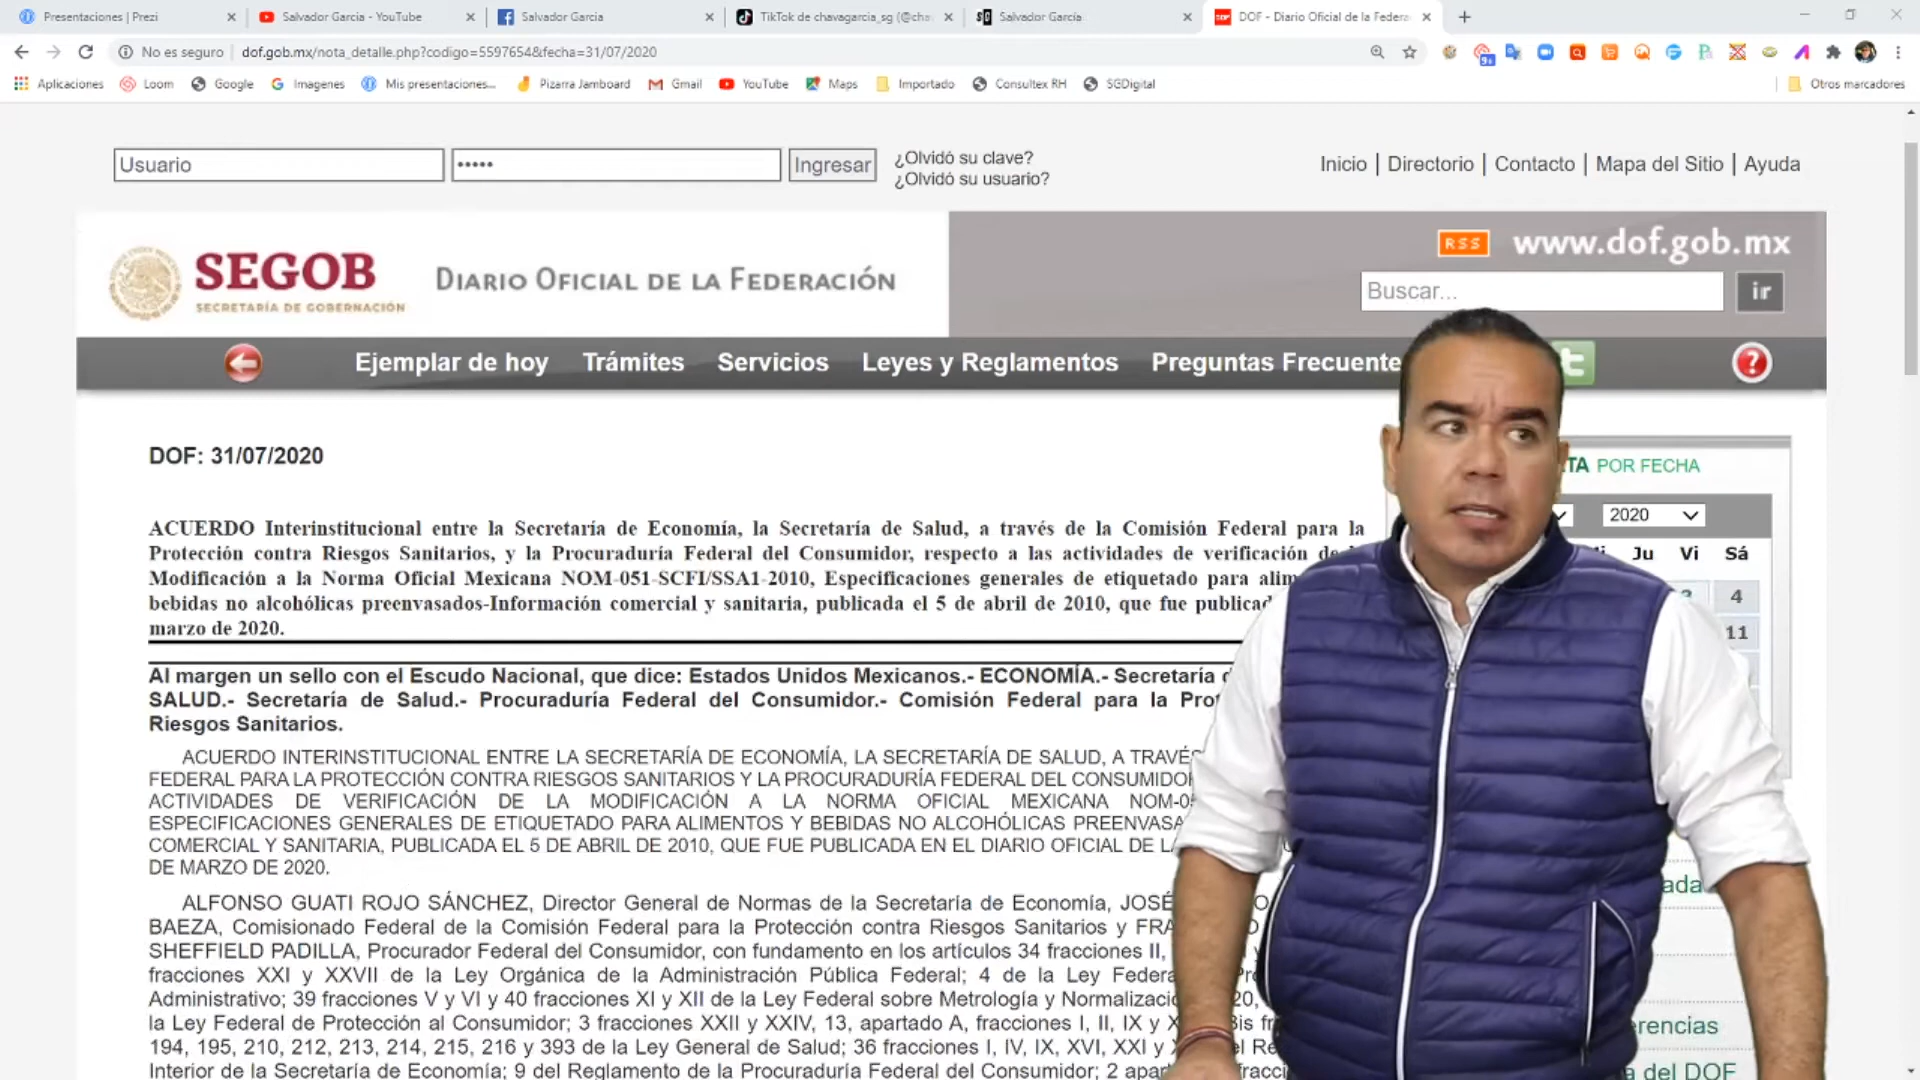 Presentaciones | Prezi
Salvador Garcia - YouTube
Salvador Garcia
TikTok de chavagarcia_sg (@cha
Salvador García
DOF - Diario Oficial de la Federa
No es seguro
dof.gob.mx/nota_detalle.php?codigo=5597654&fecha=31/07/2020
9+
Aplicaciones
Loom
Google
Imagenes
Mis presentaciones...
Pizarra Jamboard
Gmail
YouTube
Maps
Importado
Consultex RH
SGDigital
Otros marcadores
Usuario
•••••
Ingresar
¿Olvidó su clave?
¿Olvidó su usuario?
Inicio | Directorio | Contacto | Mapa del Sitio | Ayuda
SEGOB
SECRETARÍA DE GOBERNACIÓN
DIARIO OFICIAL DE LA FEDERACIÓN
RSS
www.dof.gob.mx
Buscar...
ir
Ejemplar de hoy
Trámites
Servicios
Leyes y Reglamentos
Preguntas Frecuente
t
?
DOF: 31/07/2020
TA POR FECHA
2020
Ju Vi Sá
4
11
ACUERDO Interinstitucional entre la Secretaría de Economía, la Secretaría de Salud, a través de la Comisión Federal para la
Protección contra Riesgos Sanitarios, y la Procuraduría Federal del Consumidor, respecto a las actividades de verificación de
Modificación a la Norma Oficial Mexicana NOM-051-SCFI/SSA1-2010, Especificaciones generales de etiquetado para alim
bebidas no alcohólicas preenvasados-Información comercial y sanitaria, publicada el 5 de abril de 2010, que fue publicad
marzo de 2020.
Al margen un sello con el Escudo Nacional, que dice: Estados Unidos Mexicanos.- ECONOMÍA.- Secretaría d
SALUD.- Secretaría de Salud.- Procuraduría Federal del Consumidor.- Comisión Federal para la Prot
Riesgos Sanitarios.
ACUERDO INTERINSTITUCIONAL ENTRE LA SECRETARÍA DE ECONOMÍA, LA SECRETARÍA DE SALUD, A TRAVÉS
FEDERAL PARA LA PROTECCIÓN CONTRA RIESGOS SANITARIOS Y LA PROCURADURÍA FEDERAL DEL CONSUMIDOR
ACTIVIDADES DE VERIFICACIÓN DE LA MODIFICACIÓN A LA NORMA OFICIAL MEXICANA NOM-05
ESPECIFICACIONES GENERALES DE ETIQUETADO PARA ALIMENTOS Y BEBIDAS NO ALCOHÓLICAS PREENVASA
COMERCIAL Y SANITARIA, PUBLICADA EL 5 DE ABRIL DE 2010, QUE FUE PUBLICADA EN EL DIARIO OFICIAL DE LA
DE MARZO DE 2020.
ALFONSO GUATI ROJO SÁNCHEZ, Director General de Normas de la Secretaría de Economía, JOSÉ
BAEZA, Comisionado Federal de la Comisión Federal para la Protección contra Riesgos Sanitarios y FRA
SHEFFIELD PADILLA, Procurador Federal del Consumidor, con fundamento en los artículos 34 fracciones II,
fracciones XXI y XXVII de la Ley Orgánica de la Administración Pública Federal; 4 de la Ley Federa
Administrativo; 39 fracciones V y VI y 40 fracciones XI y XII de la Ley Federal sobre Metrología y Normalizació
la Ley Federal de Protección al Consumidor; 3 fracciones XXII y XXIV, 13, apartado A, fracciones I, II, IX y X
194, 195, 210, 212, 213, 214, 215, 216 y 393 de la Ley General de Salud; 36 fracciones I, IV, IX, XVI, XXI y
Interior de la Secretaría de Economía; 9 del Reglamento de la Procuraduría Federal del Consumidor; 2 apar
ada
erencias
a del DOF